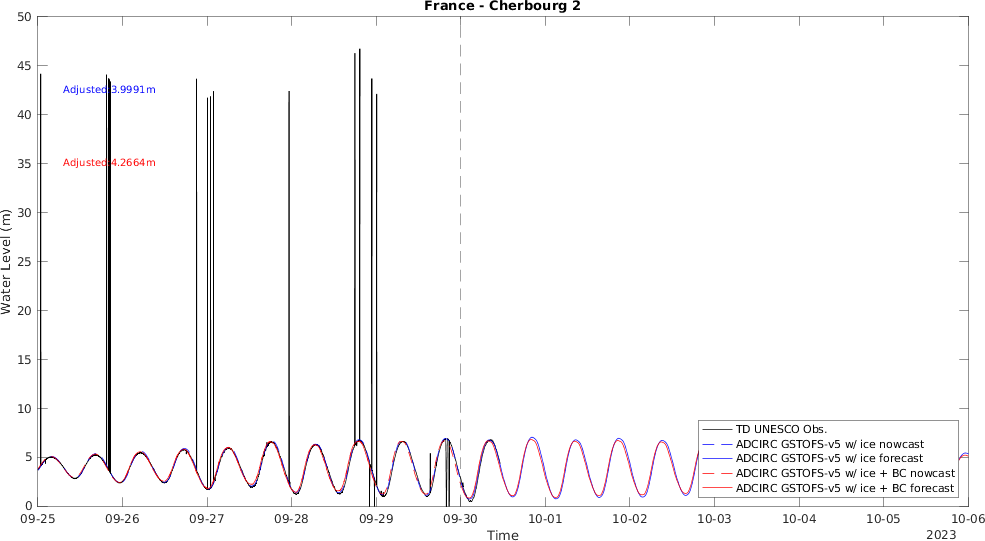 France - Cherbourg 2
50
45
40
35
30
25
20
15
10
5
0
Water Level (m)
Adjusted 3.9991m
Adjusted 4.2664m
TD UNESCO Obs.
ADCIRC GSTOFS-v5 w/ ice nowcast
ADCIRC GSTOFS-v5 w/ ice forecast
ADCIRC GSTOFS-v5 w/ ice + BC nowcast
ADCIRC GSTOFS-v5 w/ ice + BC forecast
09-25 09-26 09-27 09-28 09-29 09-30 10-01 10-02 10-03 10-04 10-05 10-06
Time
2023